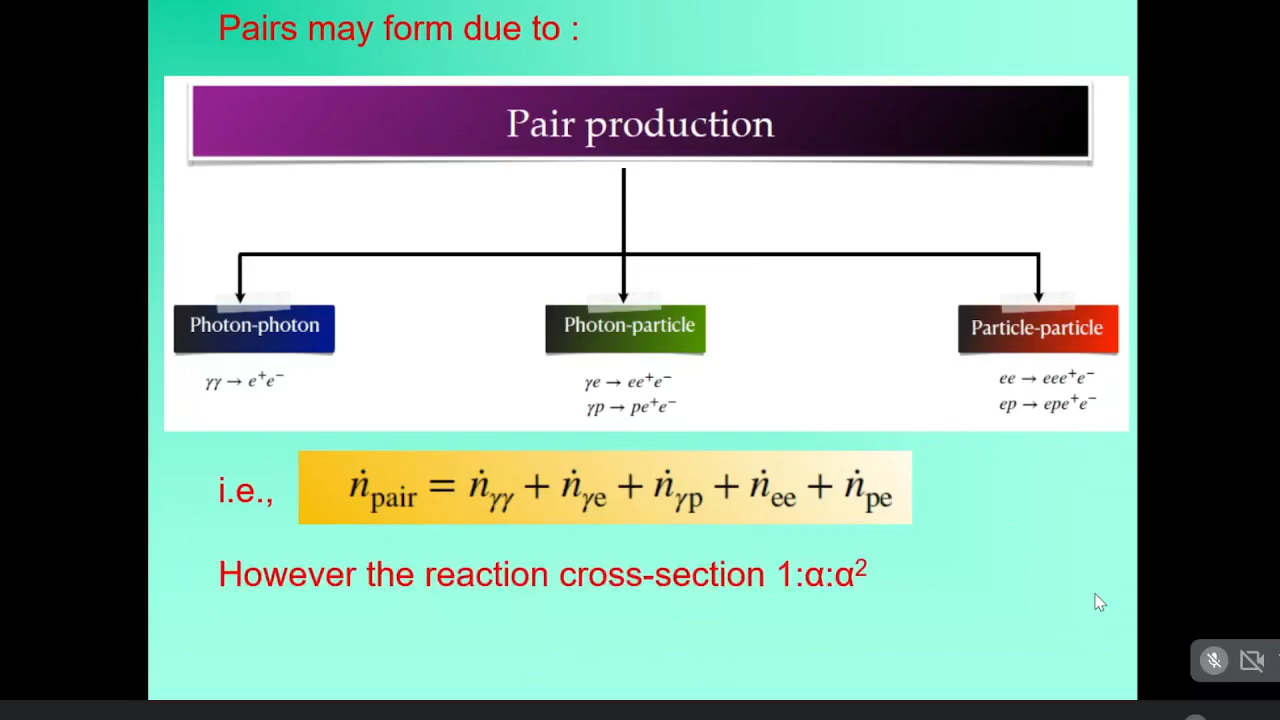 Pairs may form due to :
Pair production
Photon-photon
Photon-particle
Particle-particle
γγ → e⁺e⁻
γe → ee⁺e⁻
γp → pe⁺e⁻
ee → eee⁺e⁻
ep → epe⁺e⁻
i.e., ṅpair = ṅγγ + ṅγe + ṅγp + ṅee + ṅpe
However the reaction cross-section 1:α:α²